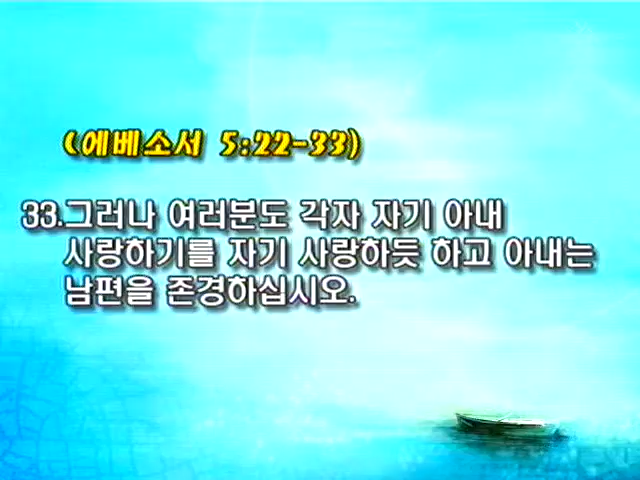 (에베소서 5:22-33)
33.그러나 여러분도 각자 자기 아내
사랑하기를 자기 사랑하듯 하고 아내는
남편을 존경하십시오.